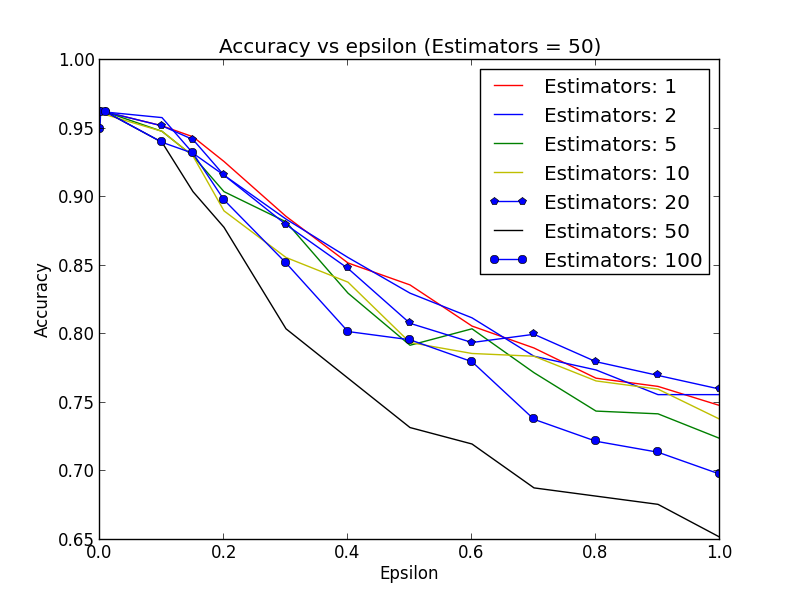 Accuracy vs epsilon (Estimators = 50)
1.00
0.95
0.90
0.85
0.80
0.75
0.70
0.65
Accuracy
Estimators: 1
Estimators: 2
Estimators: 5
Estimators: 10
Estimators: 20
Estimators: 50
Estimators: 100
0.0 0.2 0.4 0.6 0.8 1.0
Epsilon